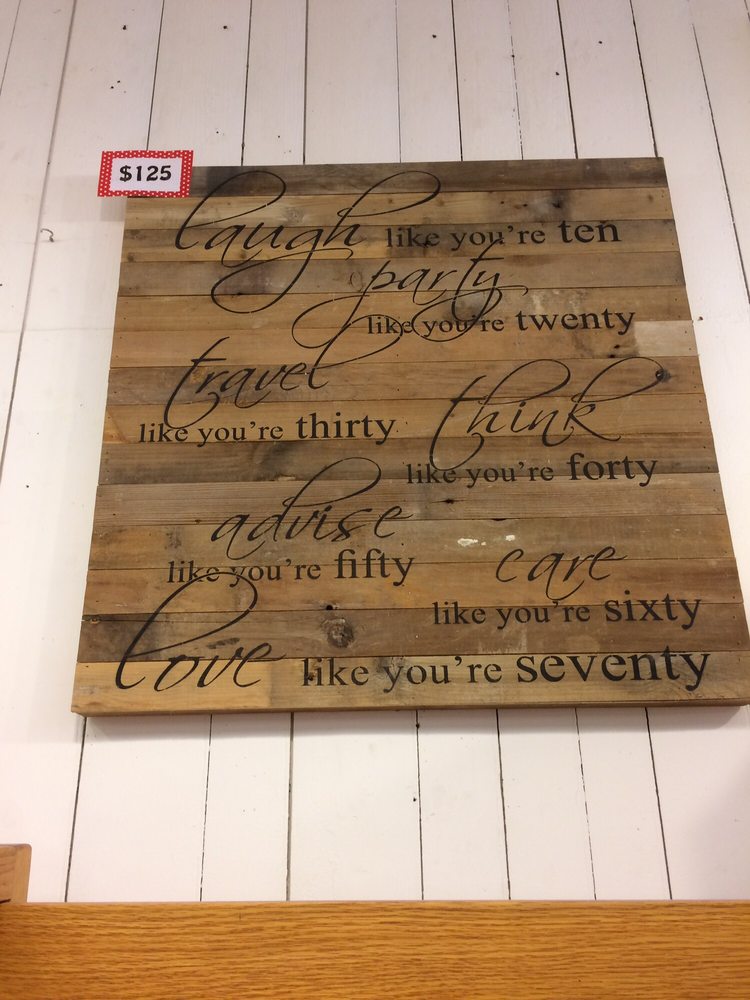 $125
laugh like you're ten
party
like you're twenty
travel
like you're thirty
think
like you're forty
advise
like you're fifty
care
like you're sixty
love like you're seventy